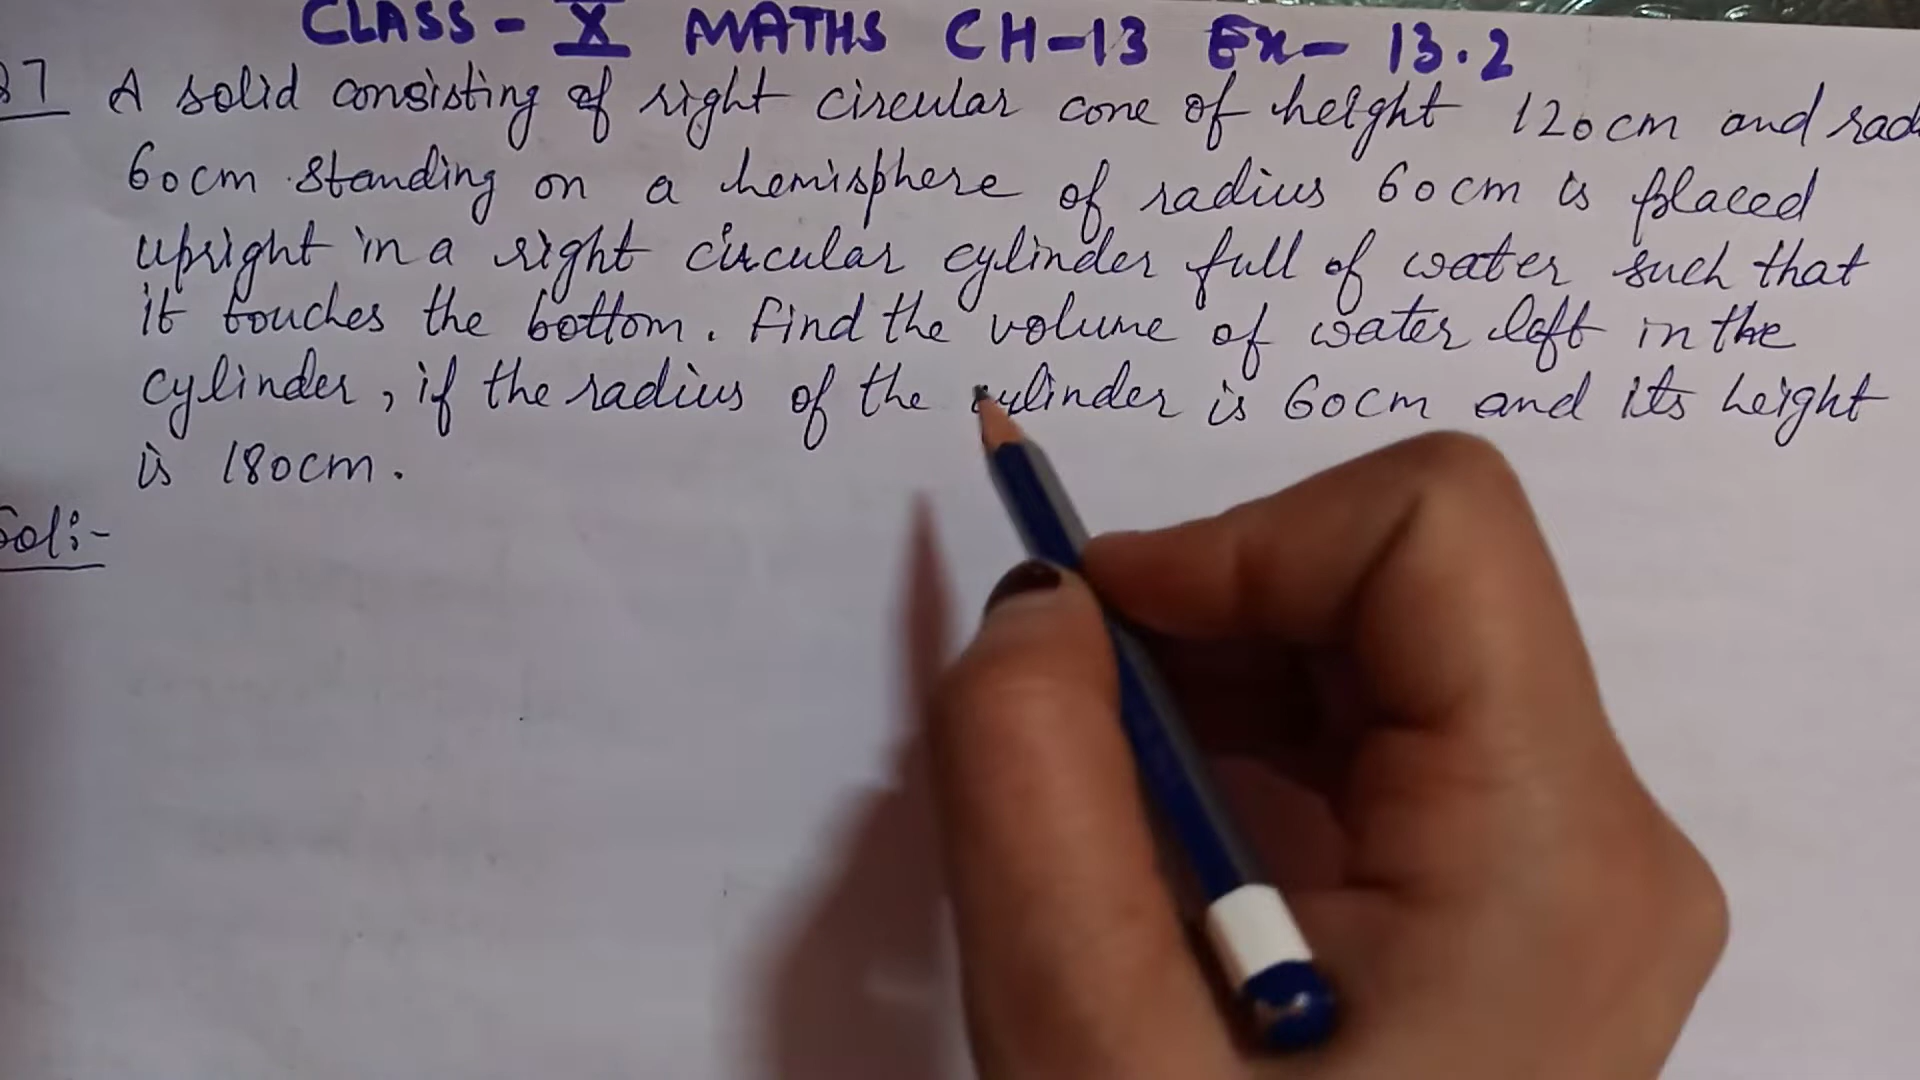 CLASS - X MATHS CH-13 Ex- 13.2
A solid consisting of right circular cone of height 120cm and rad
60cm standing on a hemisphere of radius 60cm is placed
upright in a right circular cylinder full of water such that
it touches the bottom. Find the volume of water left in the
cylinder, if the radius of the cylinder is 60cm and its height
is 180cm.
Sol:-